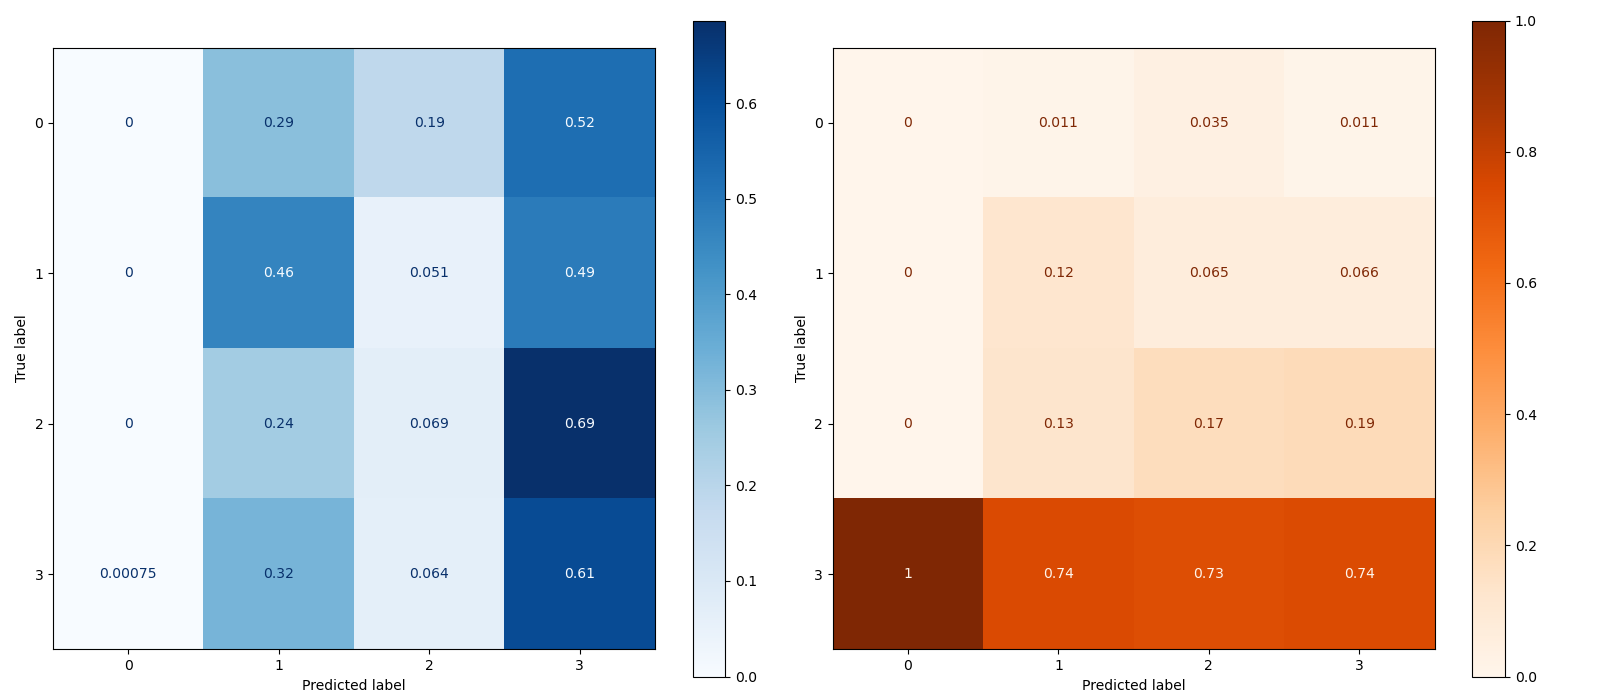 0 0 0.29 0.19 0.52
1 0 0.46 0.051 0.49
2 0 0.24 0.069 0.69
3 0.00075 0.32 0.064 0.61
0 1 2 3
True label
Predicted label
0.6
0.5
0.4
0.3
0.2
0.1
0.0
0 0 0.011 0.035 0.011
1 0 0.12 0.065 0.066
2 0 0.13 0.17 0.19
3 1 0.74 0.73 0.74
0 1 2 3
True label
Predicted label
1.0
0.8
0.6
0.4
0.2
0.0